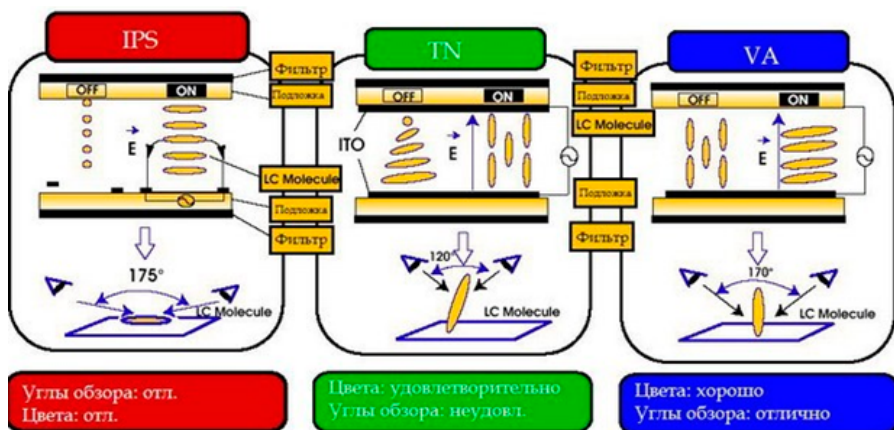 IPS
OFF
ON
E
175°
LC Molecule
Фильтр
Подложка
LC Molecule
Подложка
Фильтр
TN
OFF
ON
ITO
E
120°
LC Molecule
Фильтр
Подложка
LC Molecule
Подложка
Фильтр
VA
OFF
ON
E
170°
LC Molecule
Углы обзора: отл.
Цвета: отл.
Цвета: удовлетворительно
Углы обзора: неудовл.
Цвета: хорошо
Углы обзора: отлично